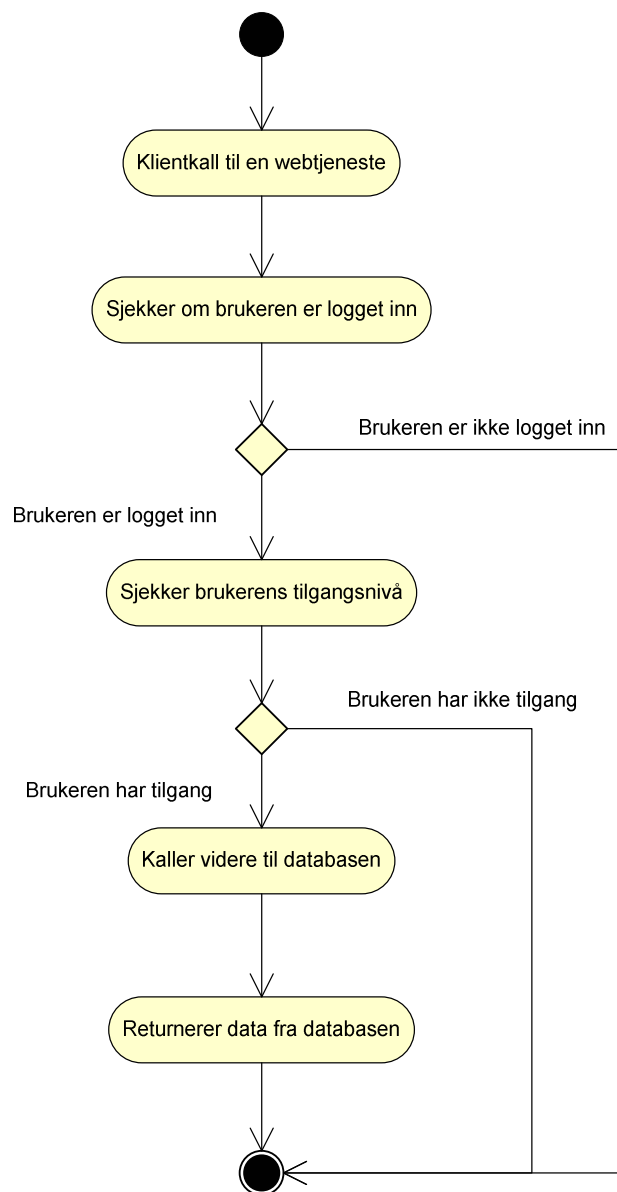 Klientkall til en webtjeneste
Sjekker om brukeren er logget inn
Brukeren er ikke logget inn
Brukeren er logget inn
Sjekker brukerens tilgangsnivå
Brukeren har ikke tilgang
Brukeren har tilgang
Kaller videre til databasen
Returnerer data fra databasen